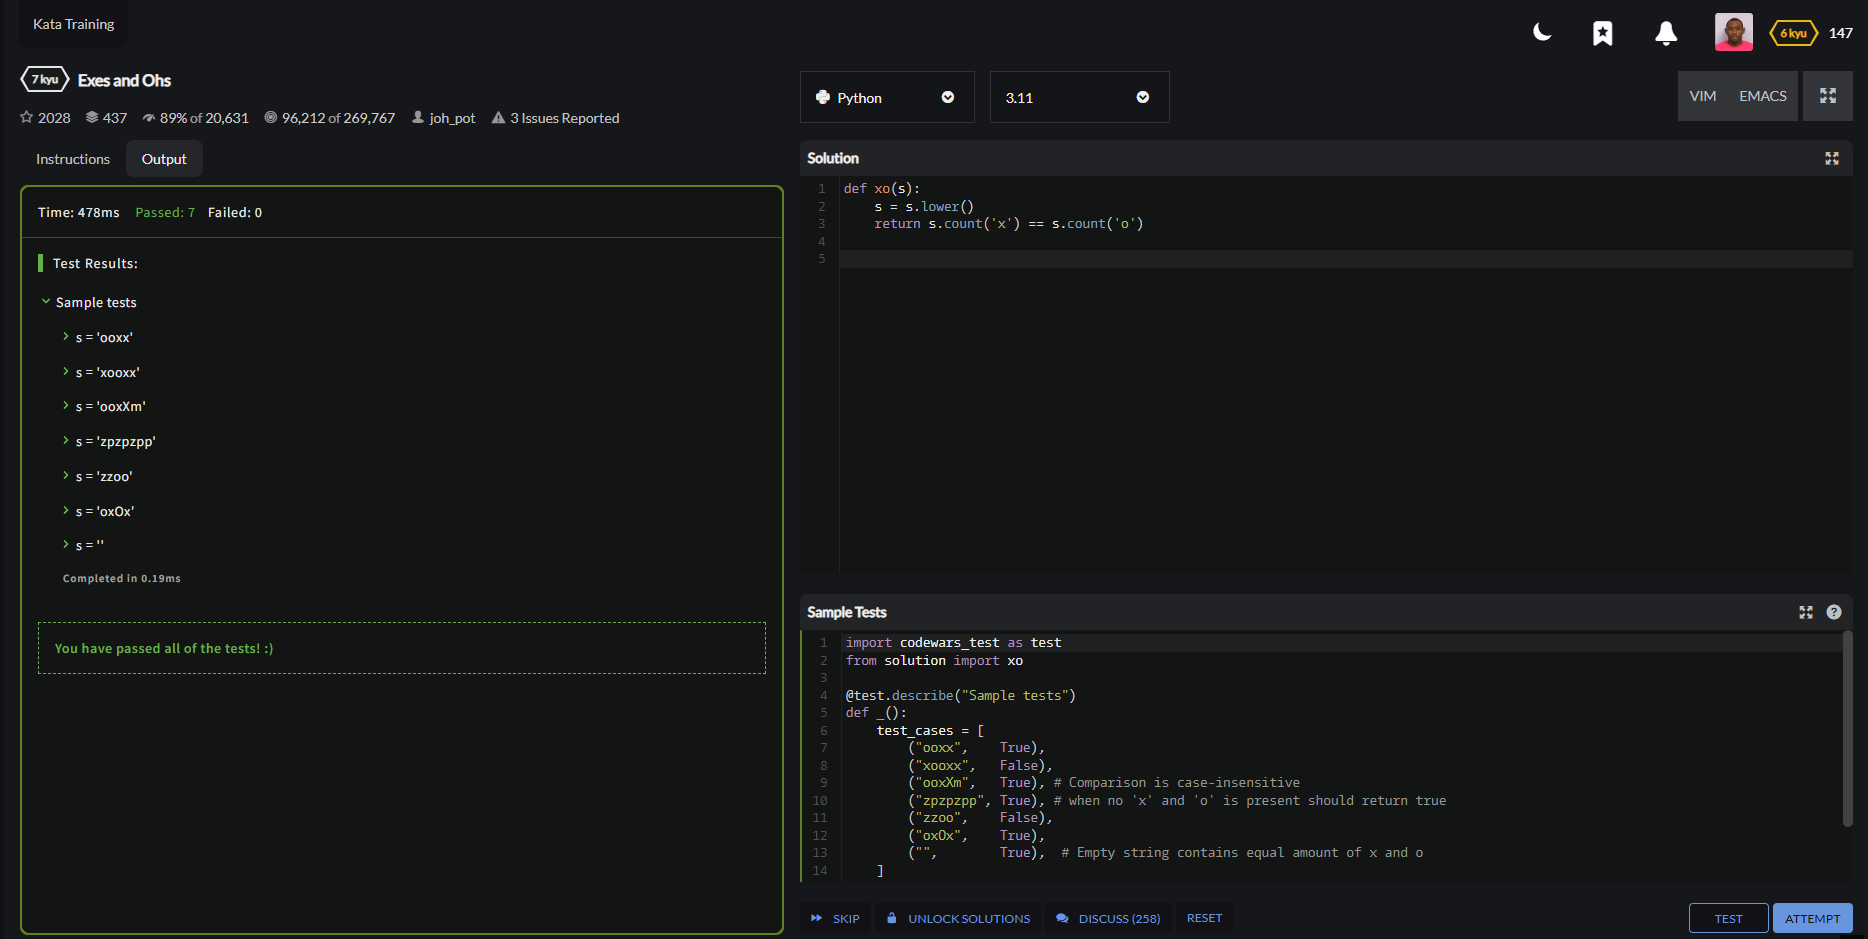 Kata Training
6 kyu 147
7 kyu Exes and Ohs
2028 437 89% of 20,631 96,212 of 269,767 joh_pot 3 Issues Reported
Instructions Output
Time: 478ms Passed: 7 Failed: 0
Test Results:
Sample tests
s = 'ooxx'
s = 'xooxx'
s = 'ooxXm'
s = 'zpzpzpp'
s = 'zzoo'
s = 'oxOx'
s = ''
Completed in 0.19ms
You have passed all of the tests! :)
Python 3.11 VIM EMACS
Solution
1 def xo(s):
2     s = s.lower()
3     return s.count('x') == s.count('o')
4
5
Sample Tests
1 import codewars_test as test
2 from solution import xo
3
4 @test.describe("Sample tests")
5 def _():
6     test_cases = [
7         ("ooxx",    True),
8         ("xooxx",   False),
9         ("ooxXm",   True), # Comparison is case-insensitive
10         ("zpzpzpp", True), # when no 'x' and 'o' is present should return true
11         ("zzoo",    False),
12         ("oxOx",    True),
13         ("",        True),  # Empty string contains equal amount of x and o
14     ]
SKIP UNLOCK SOLUTIONS DISCUSS (258) RESET TEST ATTEMPT